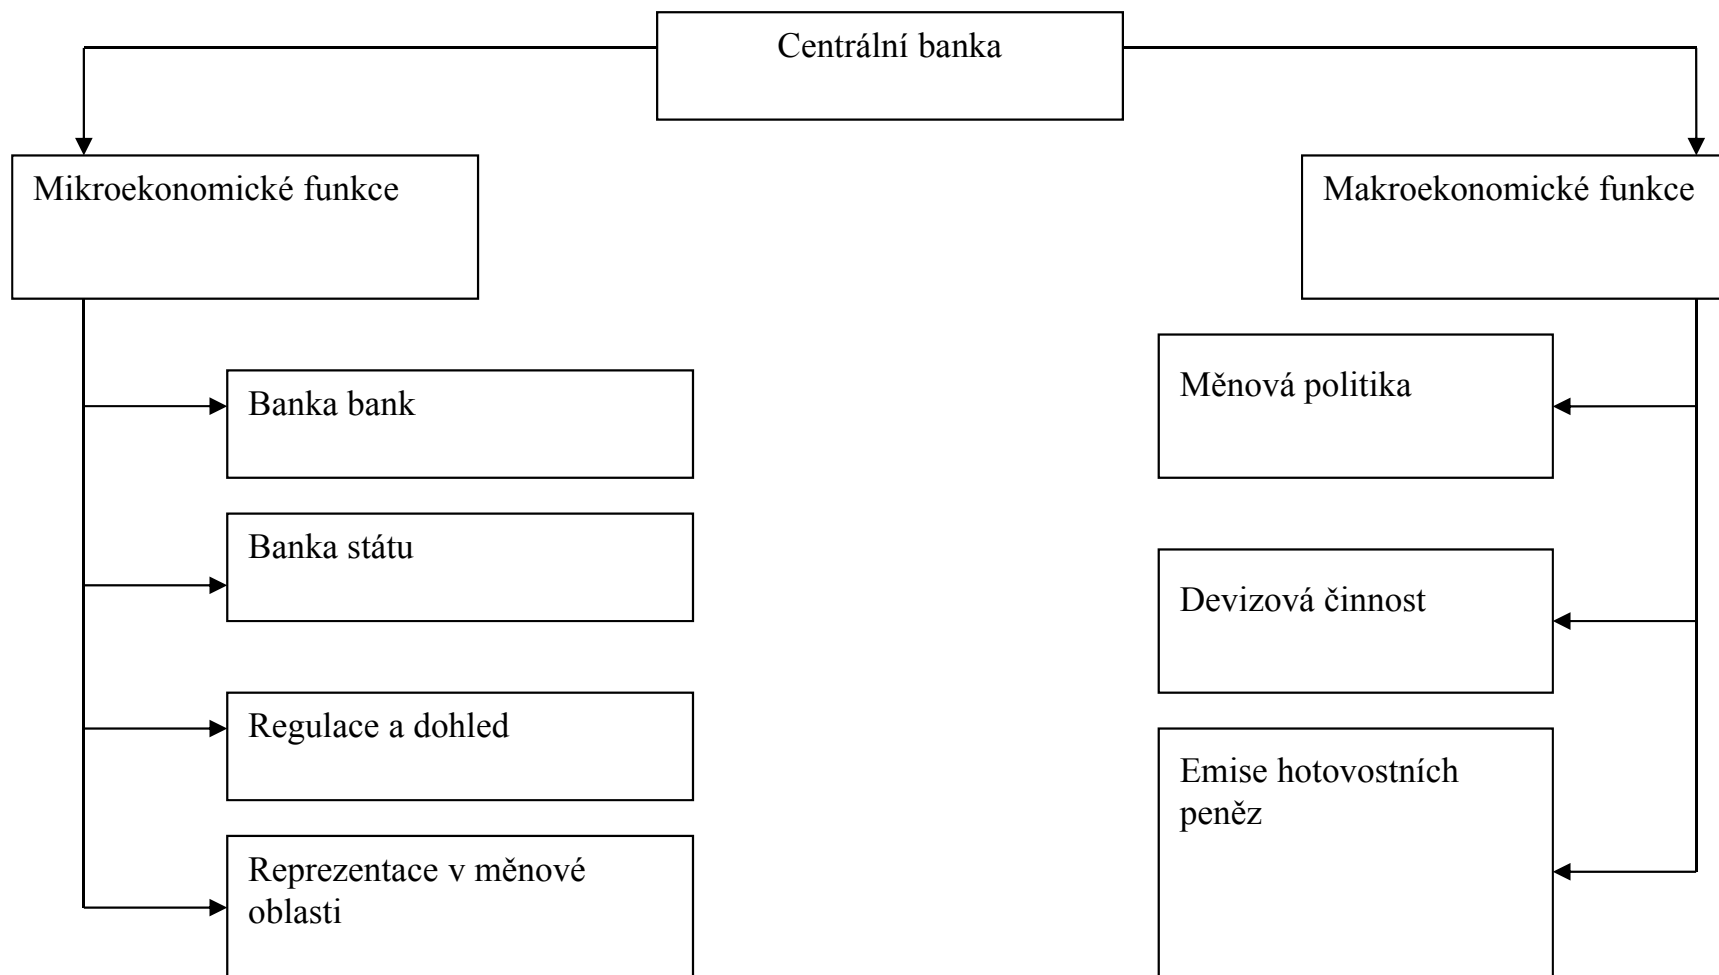 Centrální banka
Mikroekonomické funkce
Makroekonomické funkce
Banka bank
Banka státu
Regulace a dohled
Reprezentace v měnové
oblasti
Měnová politika
Devizová činnost
Emise hotovostních
peněz